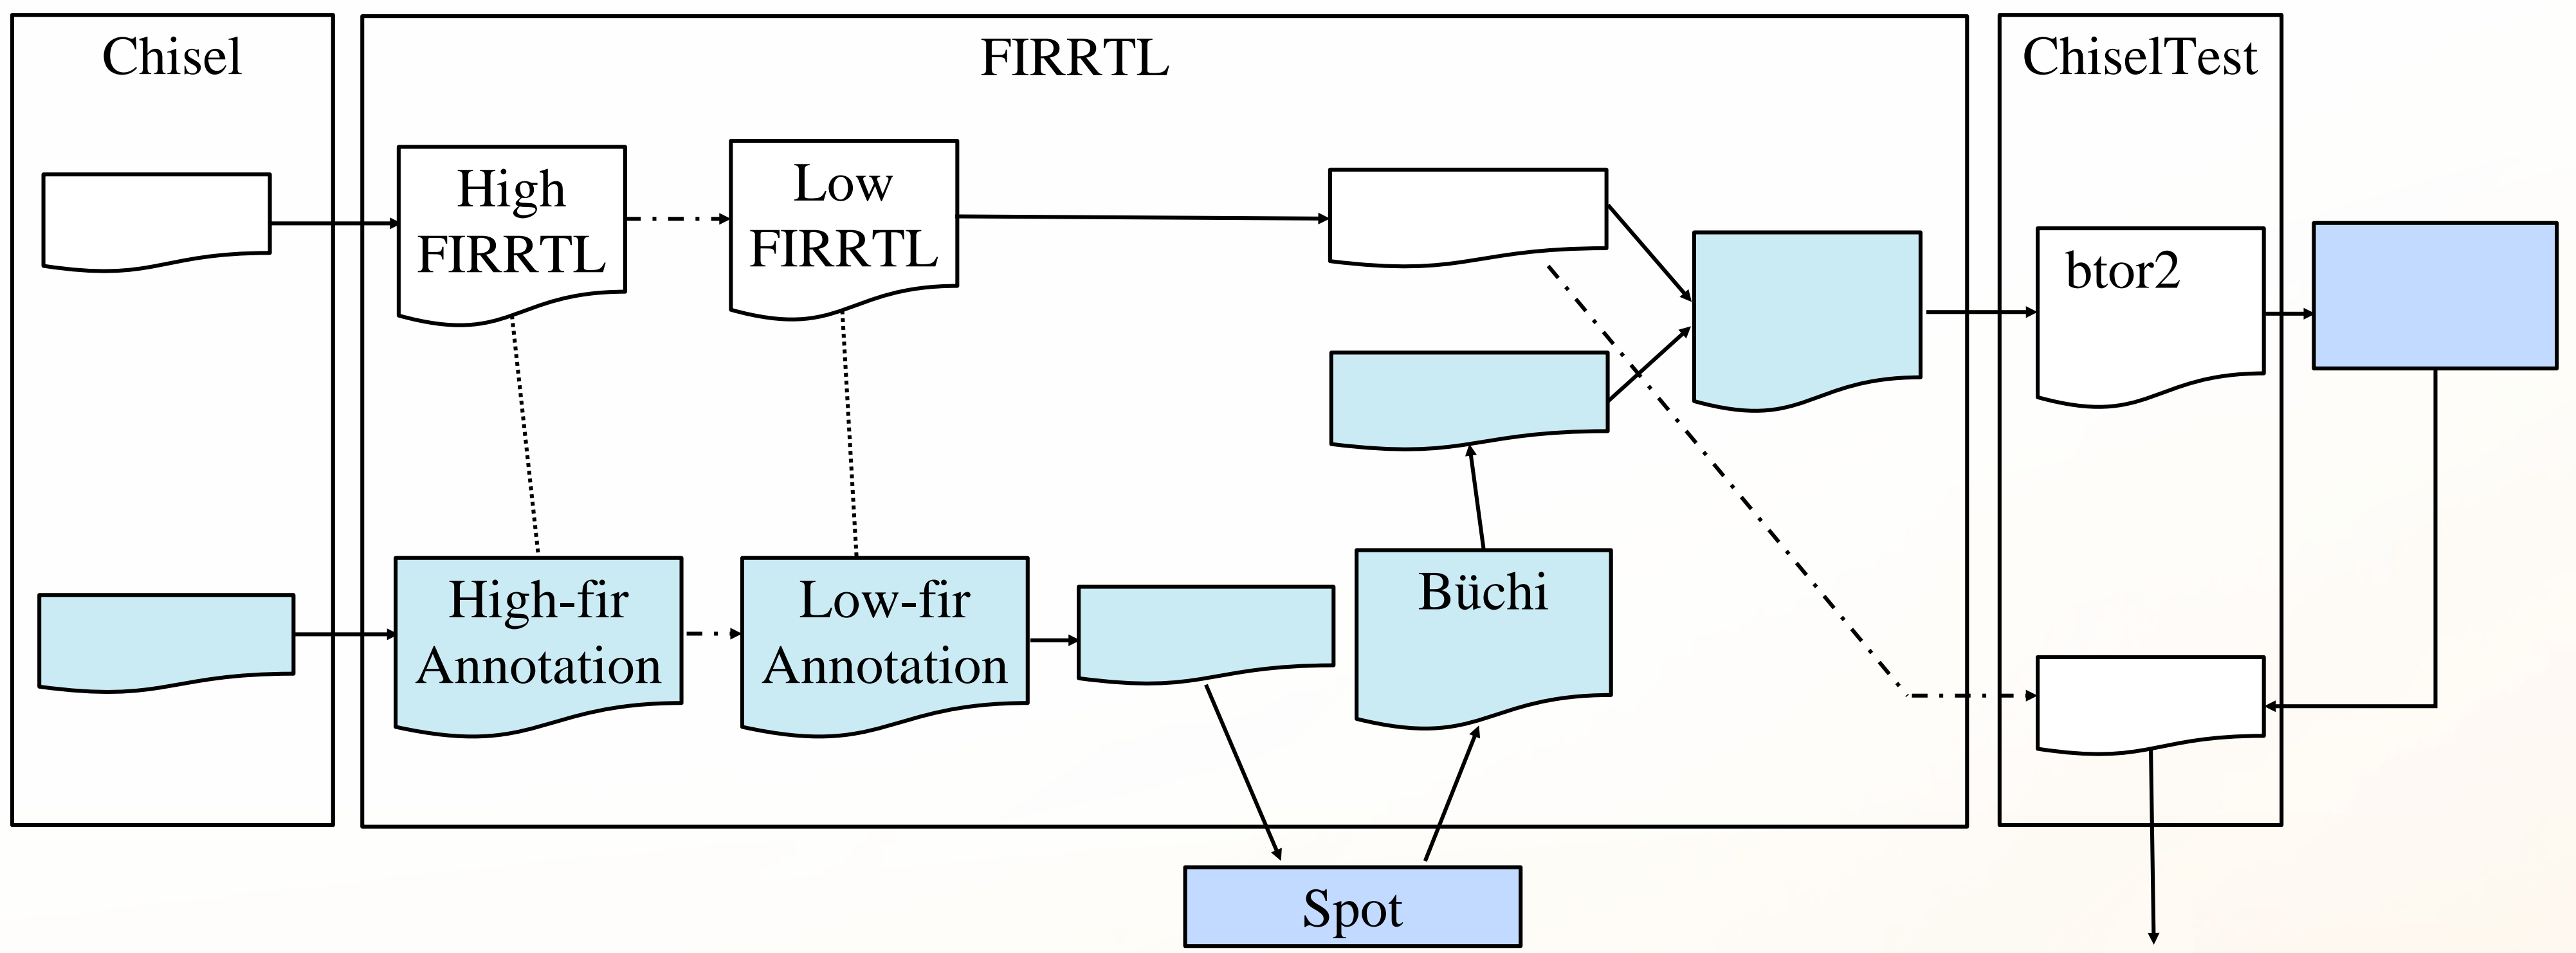 Chisel
FIRRTL
ChiselTest
High
FIRRTL
Low
FIRRTL
btor2
High-fir
Annotation
Low-fir
Annotation
Büchi
Spot